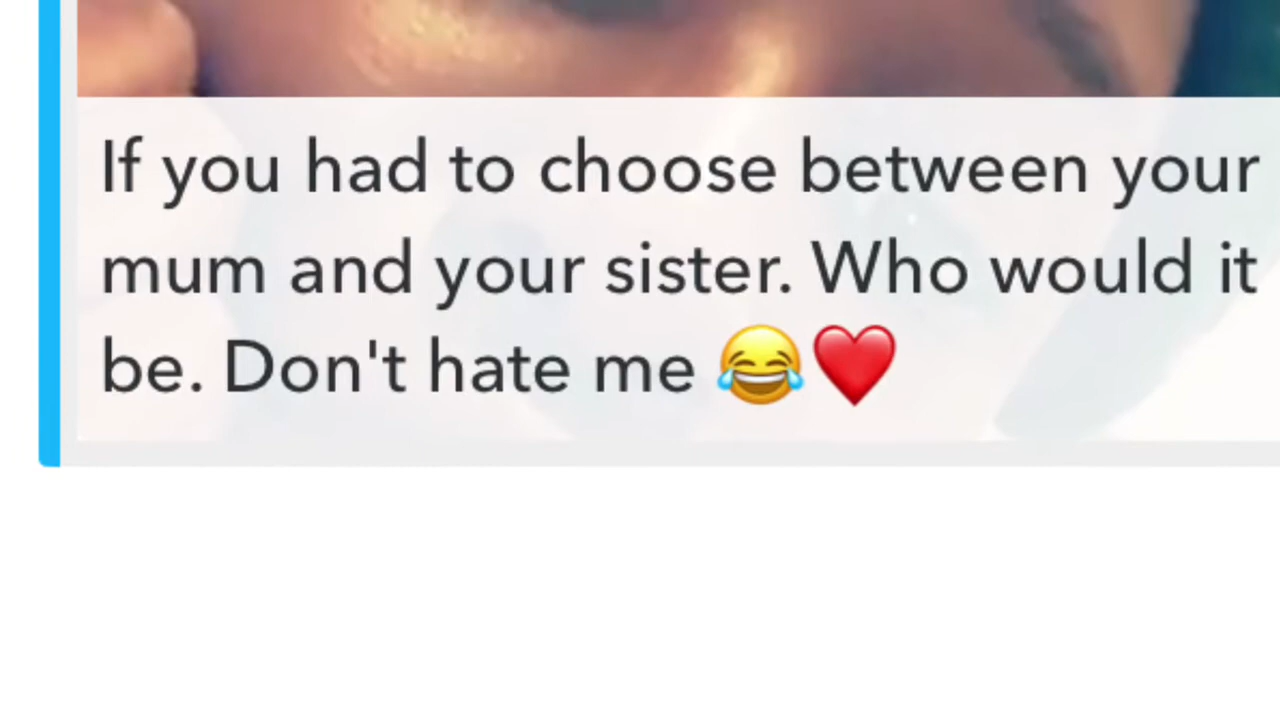 If you had to choose between your
mum and your sister. Who would it
be. Don't hate me 😂❤️